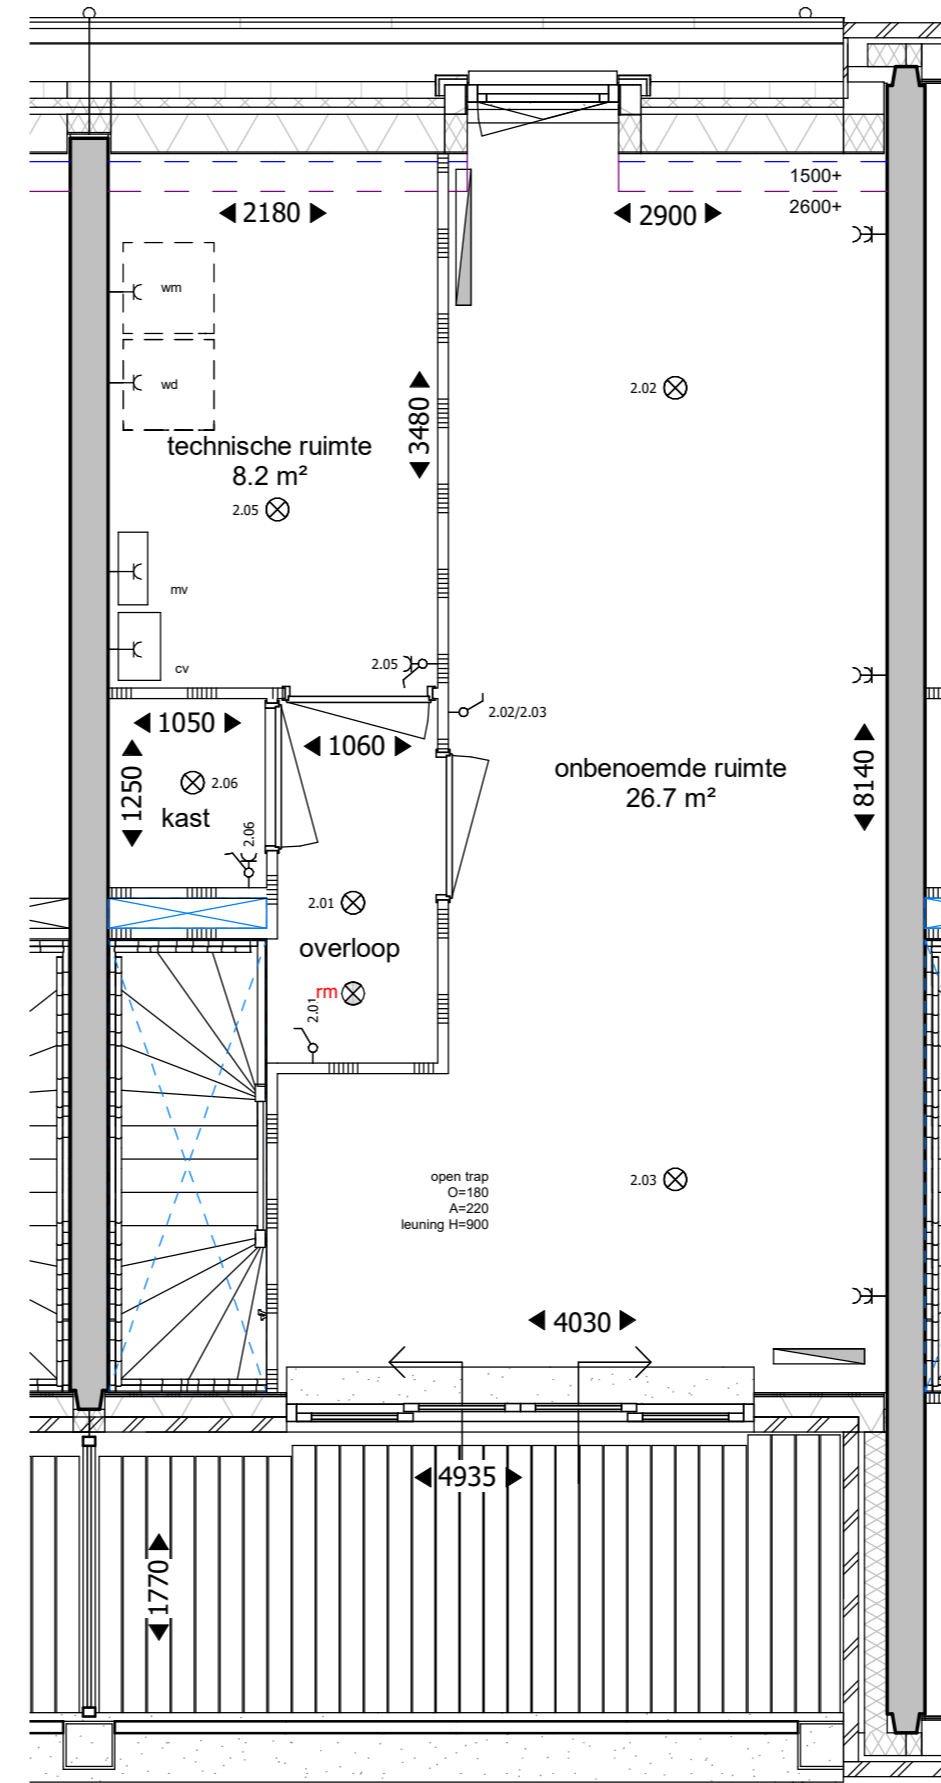 1500+
2180
2900
2600+
wm
wd
2.02
3480
technische ruimte
8.2 m²
2.05
mv
2.05
cv
2.02/2.03
1050
1060
1250
2.06
kast
2.06
onbenoemde ruimte
26.7 m²
8140
2.01
overloop
rm
2.01
open trap
O=180
A=220
leuning H=900
2.03
4030
4935
1770